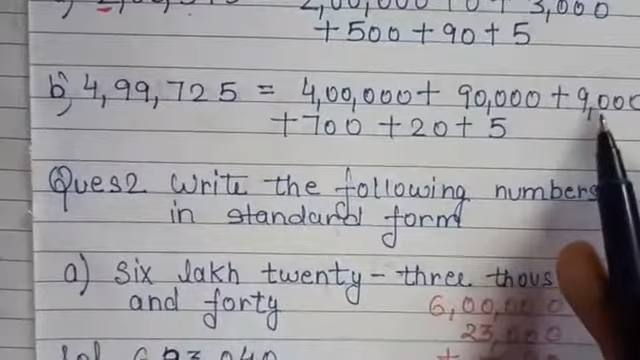 2,00,000 + 0 + 3,000
+ 500 + 90 + 5
b) 4,99,725 = 4,00,000 + 90,000 + 9,000
+ 700 + 20 + 5
Ques2 Write the following numbers
in standard form
a) Six lakh twenty - three thous
and forty
6,00,000
23,000
+